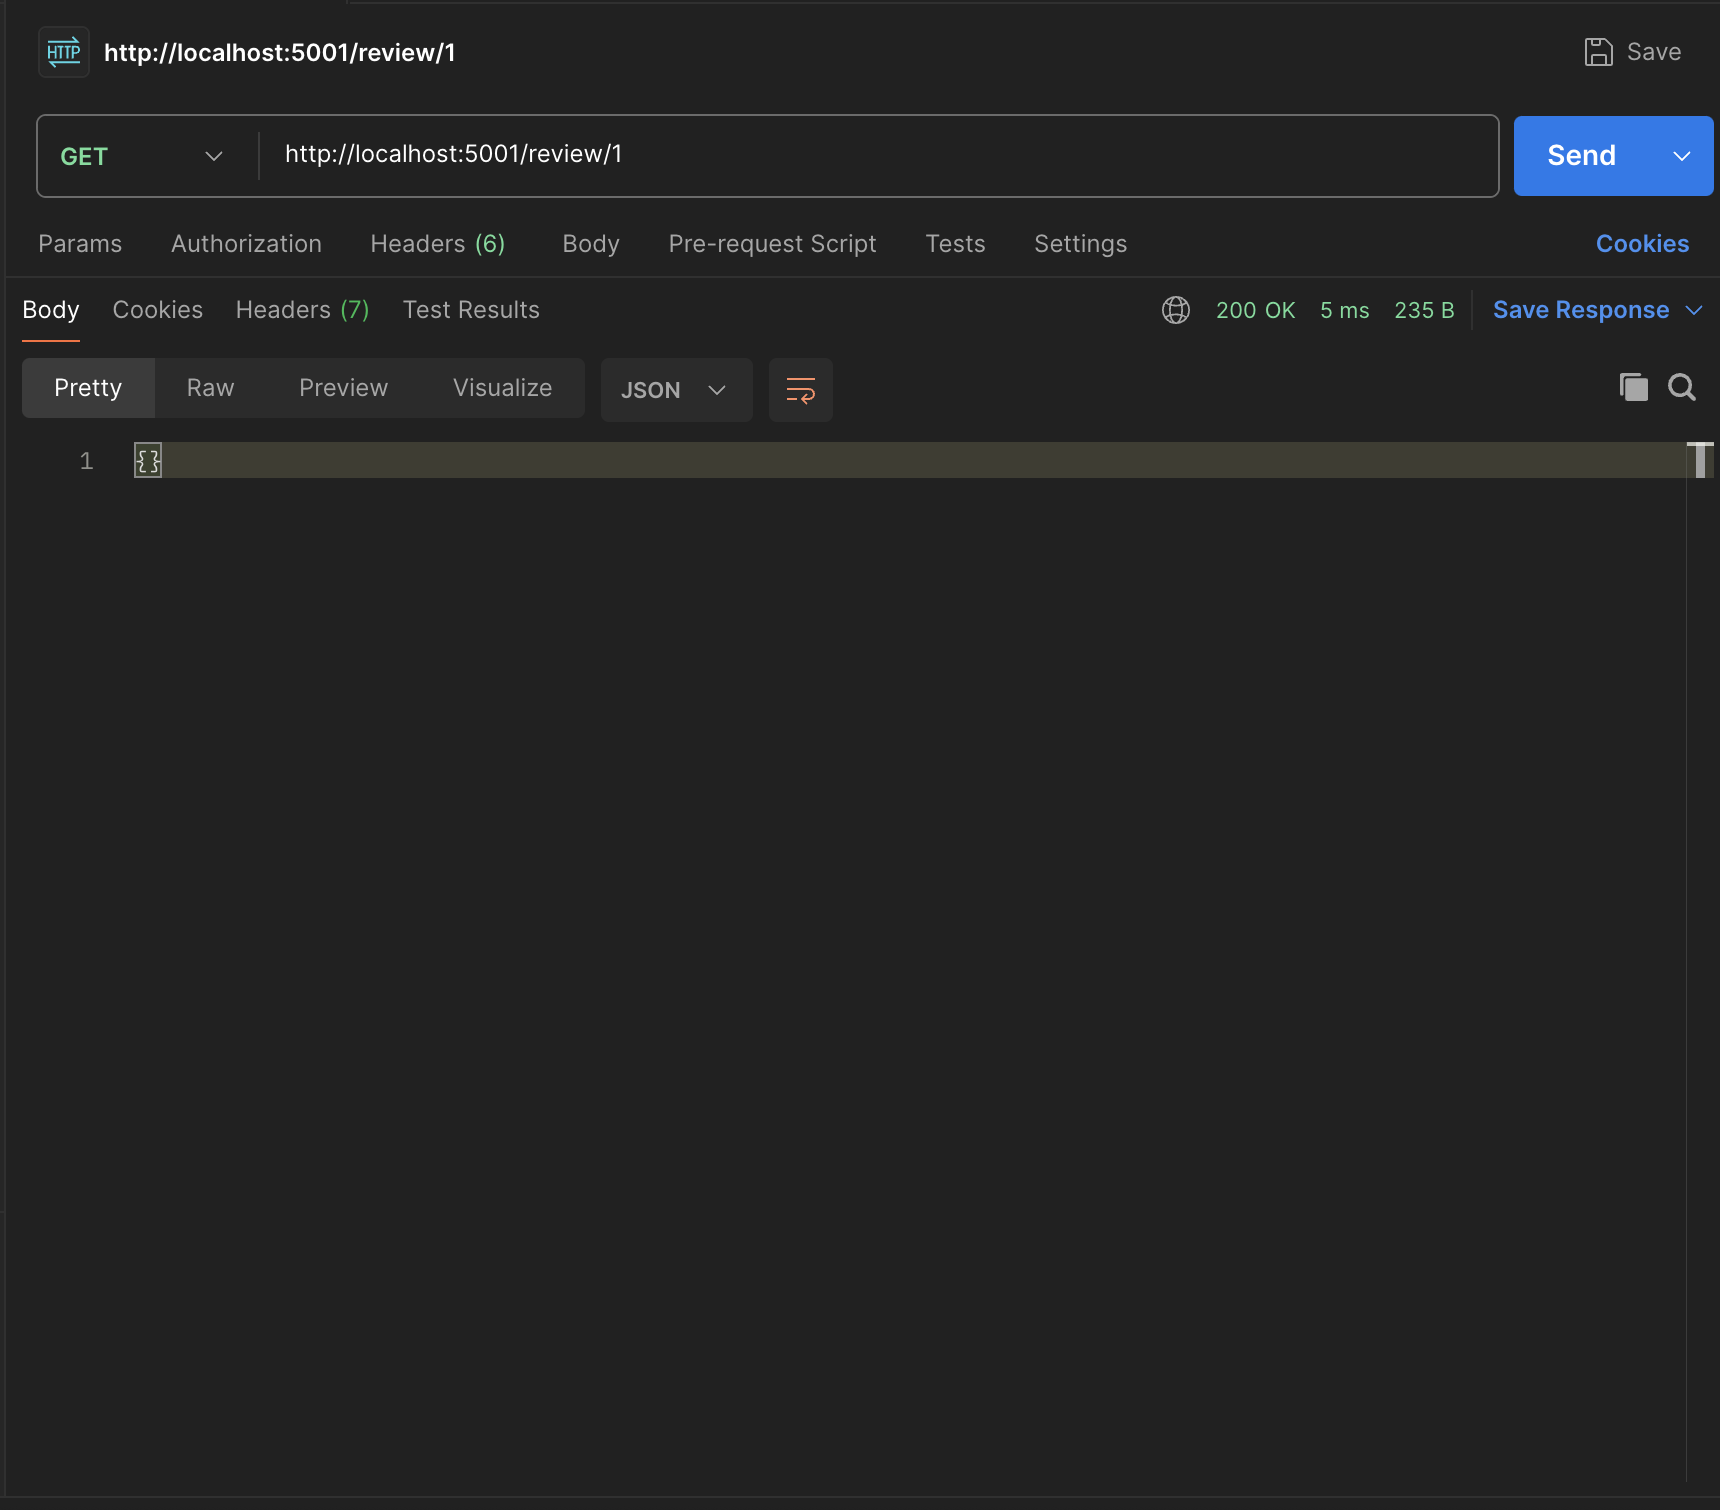 HTTP http://localhost:5001/review/1 Save
GET http://localhost:5001/review/1 Send
Params Authorization Headers (6) Body Pre-request Script Tests Settings Cookies
Body Cookies Headers (7) Test Results 200 OK 5 ms 235 B Save Response
Pretty Raw Preview Visualize JSON
1 {}